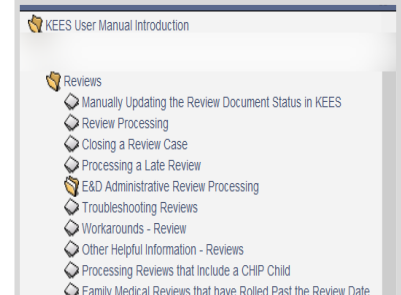 KEES User Manual Introduction
Reviews
Manually Updating the Review Document Status in KEES
Review Processing
Closing a Review Case
Processing a Late Review
E&D Administrative Review Processing
Troubleshooting Reviews
Workarounds - Review
Other Helpful Information - Reviews
Processing Reviews that Include a CHIP Child
Family Medical Reviews that have Rolled Past the Review Date